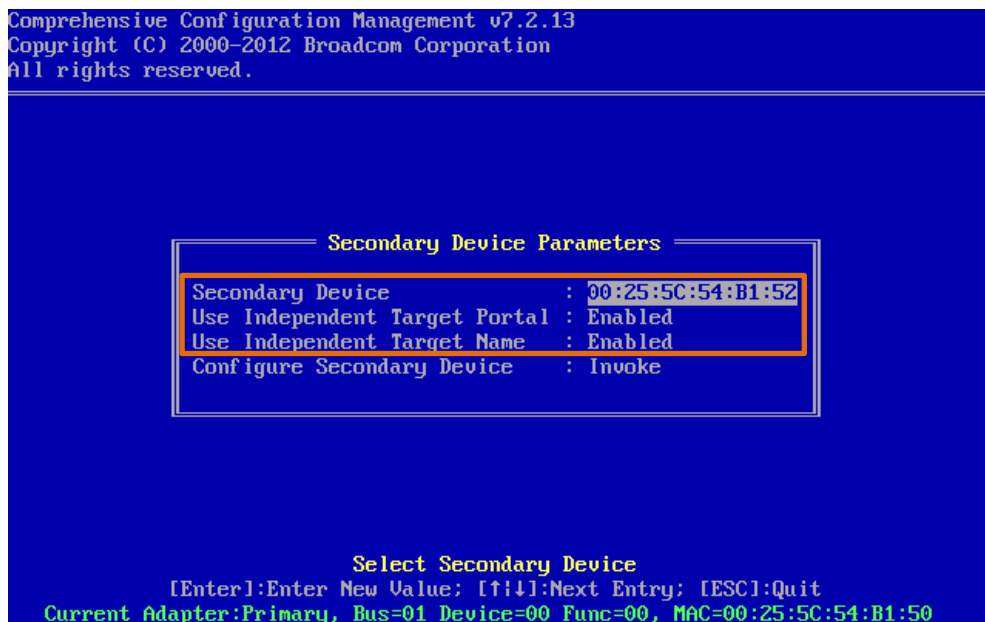 Comprehensive Configuration Management v7.2.13
Copyright (C) 2000-2012 Broadcom Corporation
All rights reserved.
Secondary Device Parameters
Secondary Device : 00:25:5C:54:B1:52
Use Independent Target Portal : Enabled
Use Independent Target Name : Enabled
Configure Secondary Device : Invoke
Select Secondary Device
[Enter]:Enter New Value; [↑¦↓]:Next Entry; [ESC]:Quit
Current Adapter:Primary, Bus=01 Device=00 Func=00, MAC=00:25:5C:54:B1:50